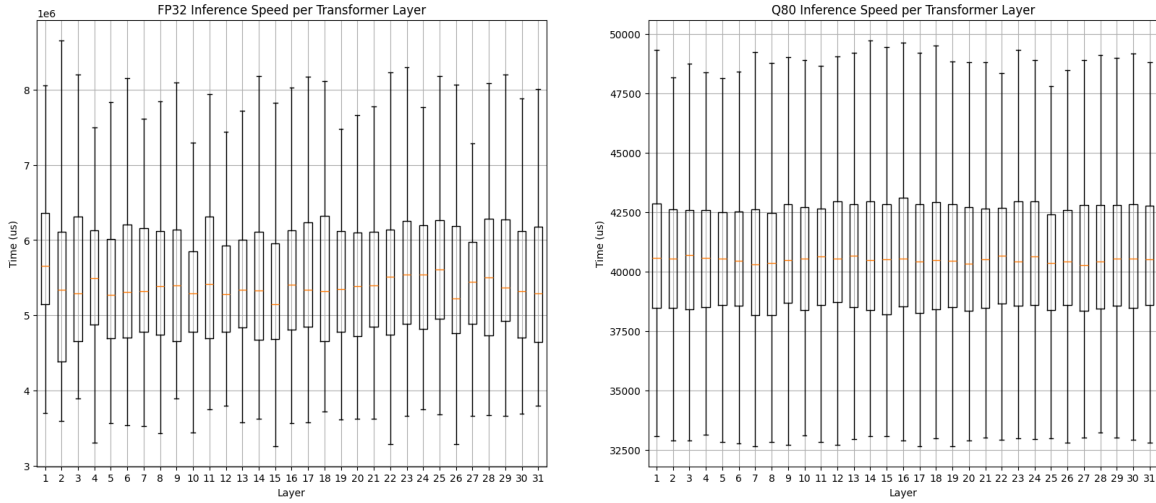 FP32 Inference Speed per Transformer Layer
1e6
Time (us)
8
7
6
5
4
3
1 2 3 4 5 6 7 8 9 10 11 12 13 14 15 16 17 18 19 20 21 22 23 24 25 26 27 28 29 30 31
Layer
Q80 Inference Speed per Transformer Layer
Time (us)
50000
47500
45000
42500
40000
37500
35000
32500
1 2 3 4 5 6 7 8 9 10 11 12 13 14 15 16 17 18 19 20 21 22 23 24 25 26 27 28 29 30 31
Layer